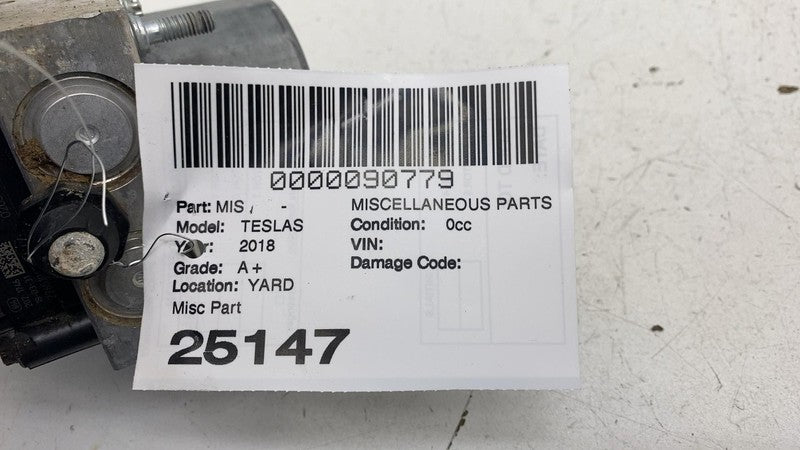 0000090779
Part: MIS / - MISCELLANEOUS PARTS
Model: TESLAS Condition: 0cc
Year: 2018 VIN:
Grade: A+ Damage Code:
Location: YARD
Misc Part
25147